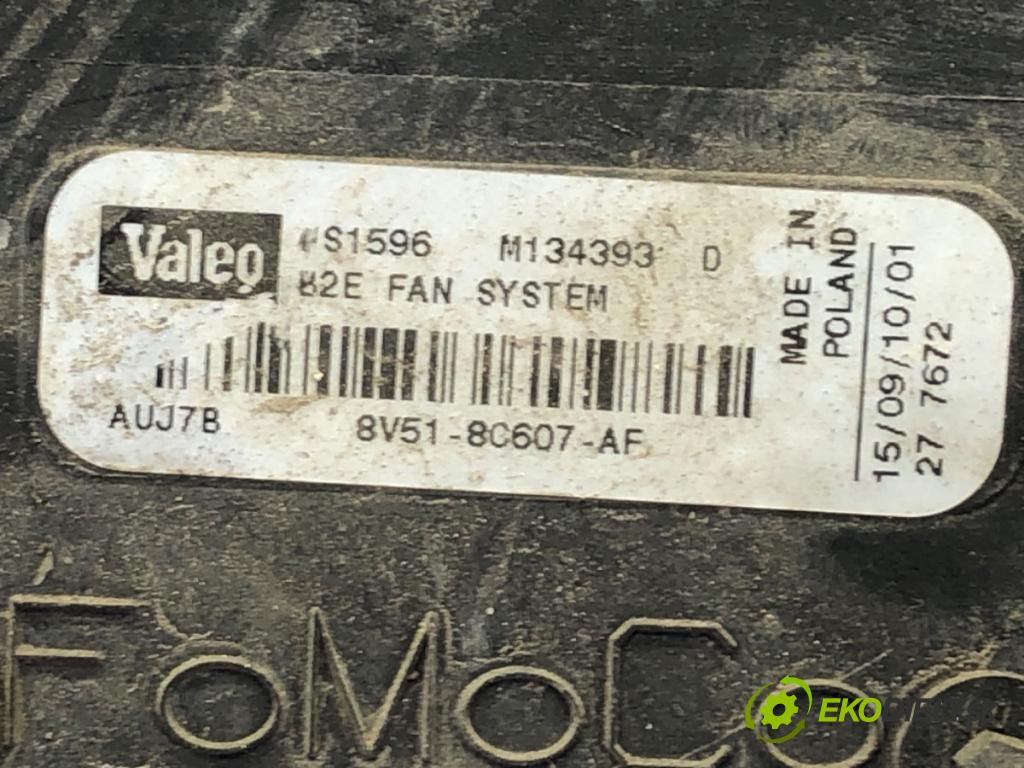 Valeo
S1596 M134393 D
B2E FAN SYSTEM
AUJ7B 8V51-8C607-AF
MADE IN
POLAND
15/09/10/01
27 7672
FoMoCo
EKO